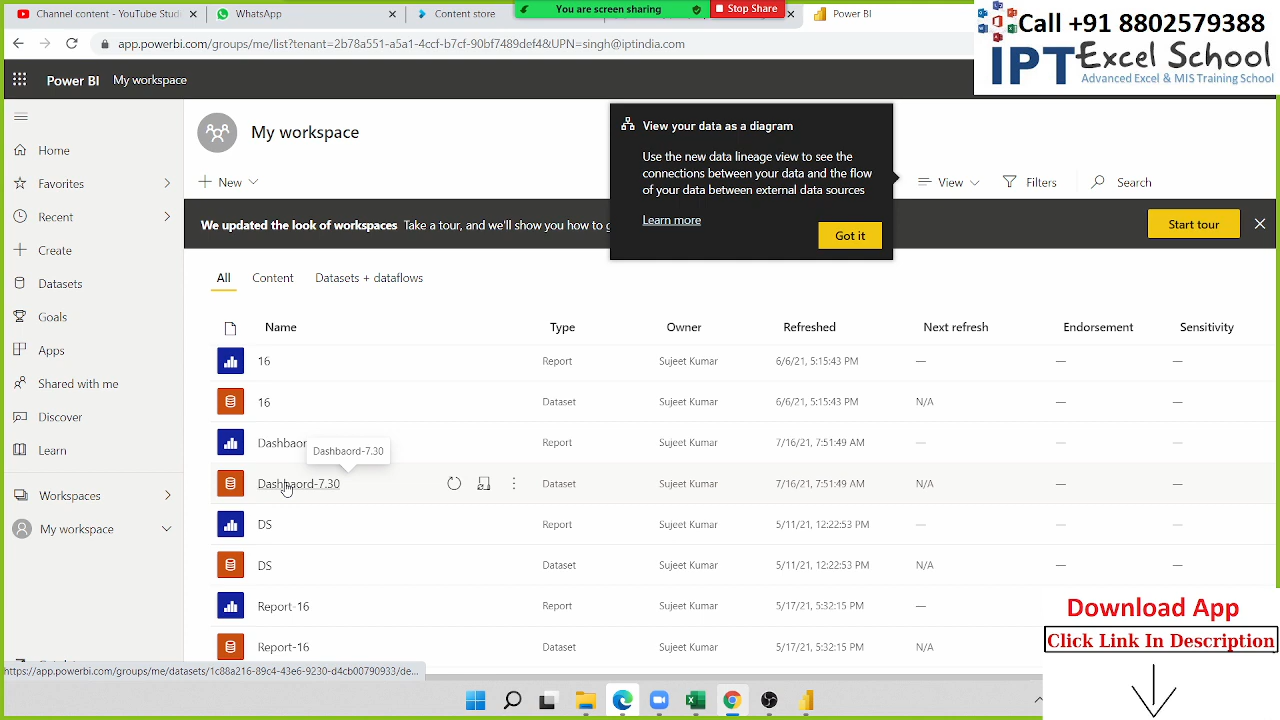 Channel content - YouTube Studi
WhatsApp
Content store
You are screen sharing
Stop Share
Power BI
app.powerbi.com/groups/me/list?tenant=2b78a551-a5a1-4ccf-b7cf-90bf7489def4&UPN=singh@iptindia.com
Call +91 8802579388
IPT Excel School
Advanced Excel & MIS Training School
Power BI My workspace
Home
Favorites
Recent
Create
Datasets
Goals
Apps
Shared with me
Discover
Learn
Workspaces
My workspace
My workspace
New
View
Filters
Search
View your data as a diagram
Use the new data lineage view to see the
connections between your data and the flow
of your data between external data sources
Learn more
Got it
We updated the look of workspaces Take a tour, and we'll show you how to g
Start tour
All Content Datasets + dataflows
Name Type Owner Refreshed Next refresh Endorsement Sensitivity
16 Report Sujeet Kumar 6/6/21, 5:15:43 PM — — —
16 Dataset Sujeet Kumar 6/6/21, 5:15:43 PM N/A — —
Dashbaor Report Sujeet Kumar 7/16/21, 7:51:49 AM — — —
Dashbaord-7.30
Dashbaord-7.30 Dataset Sujeet Kumar 7/16/21, 7:51:49 AM N/A — —
DS Report Sujeet Kumar 5/11/21, 12:22:53 PM — — —
DS Dataset Sujeet Kumar 5/11/21, 12:22:53 PM N/A — —
Report-16 Report Sujeet Kumar 5/17/21, 5:32:15 PM —
Report-16 Dataset Sujeet Kumar 5/17/21, 5:32:15 PM N/A
Download App
Click Link In Description
https://app.powerbi.com/groups/me/datasets/1c88a216-89c4-43e6-9230-d4cb00790933/de...